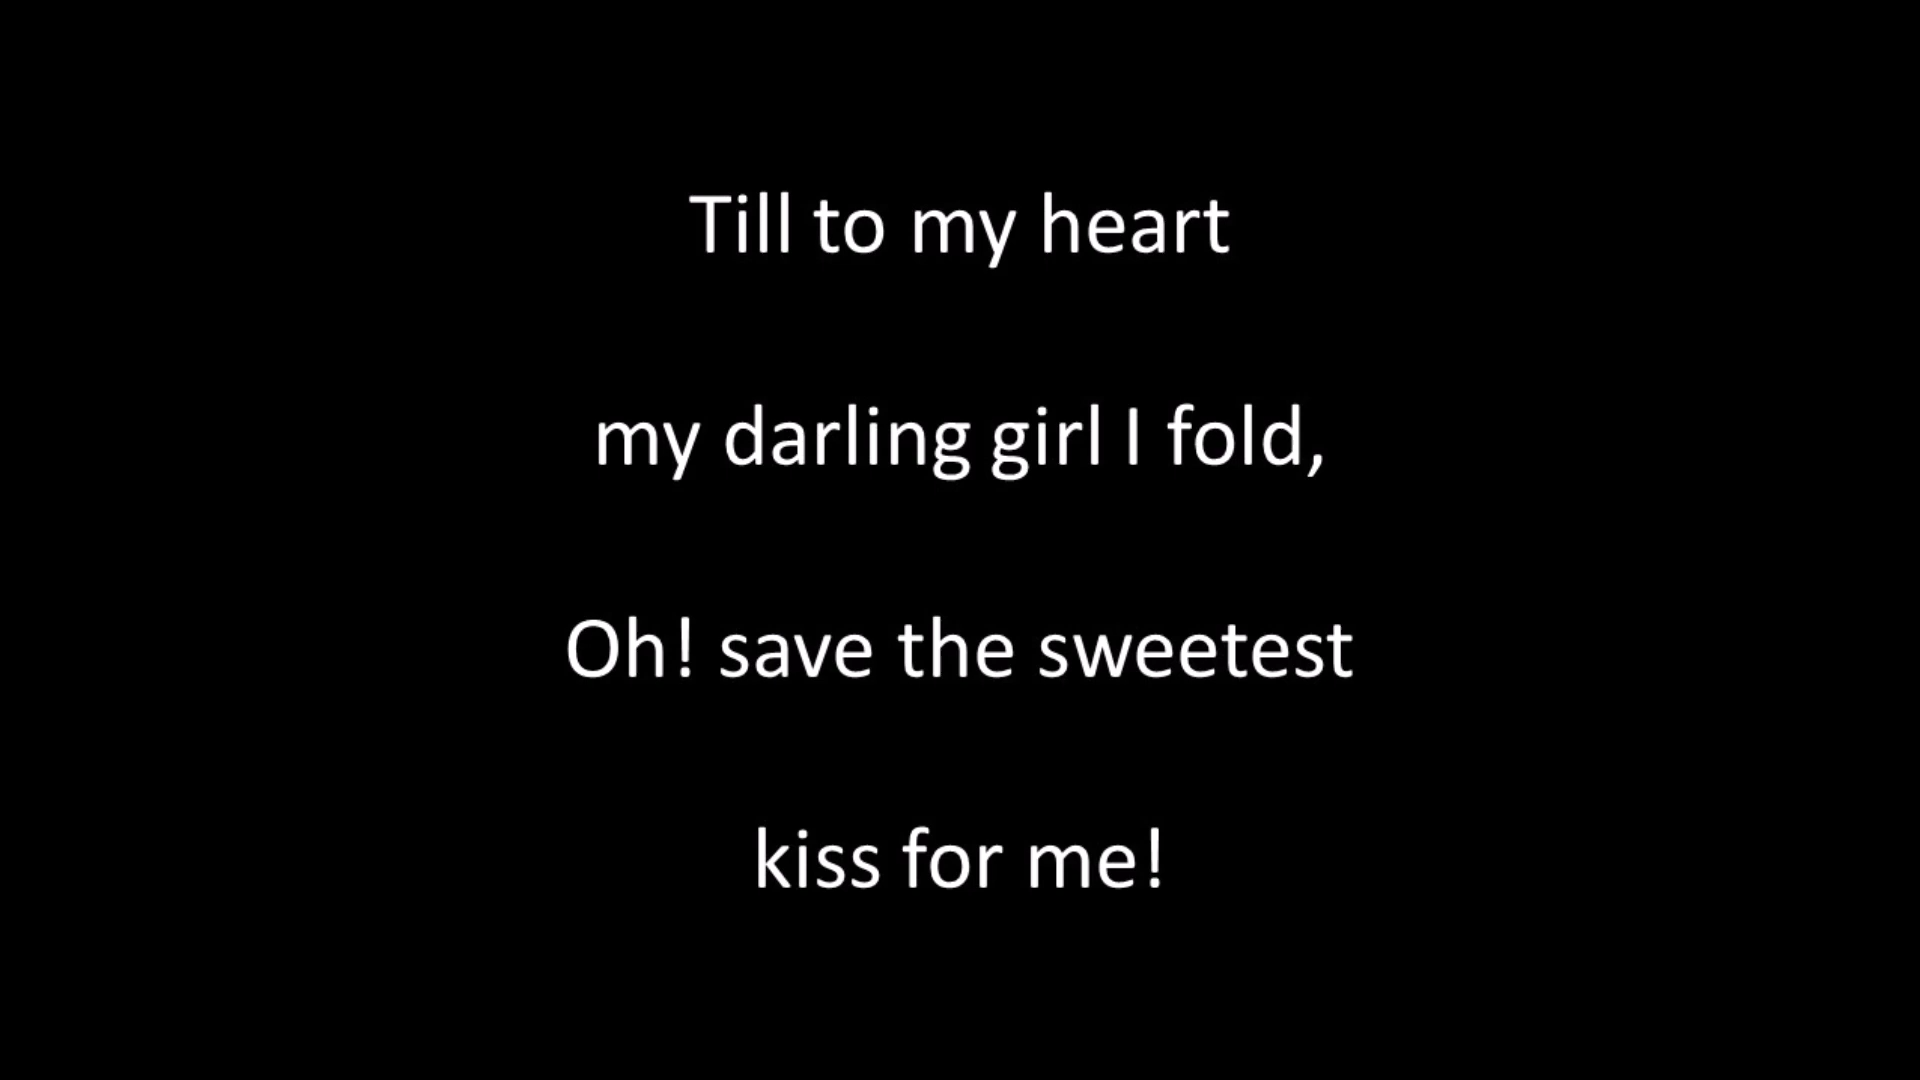 Till to my heart
my darling girl I fold,
Oh! save the sweetest
kiss for me!